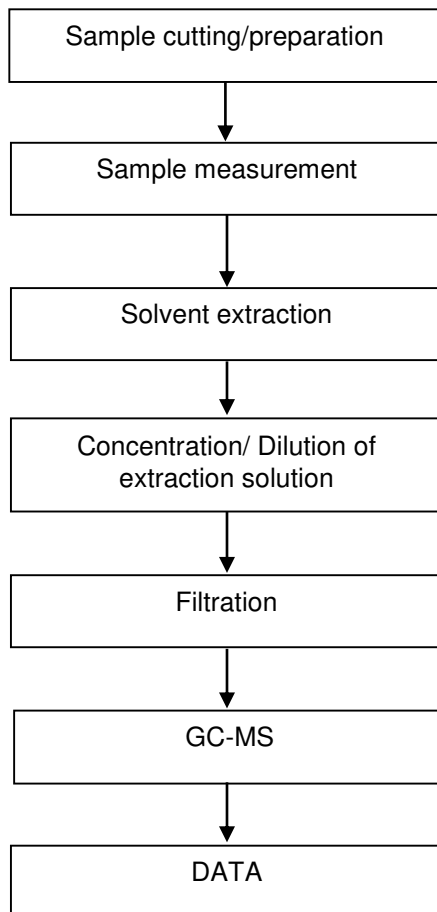 Sample cutting/preparation
Sample measurement
Solvent extraction
Concentration/ Dilution of
extraction solution
Filtration
GC-MS
DATA